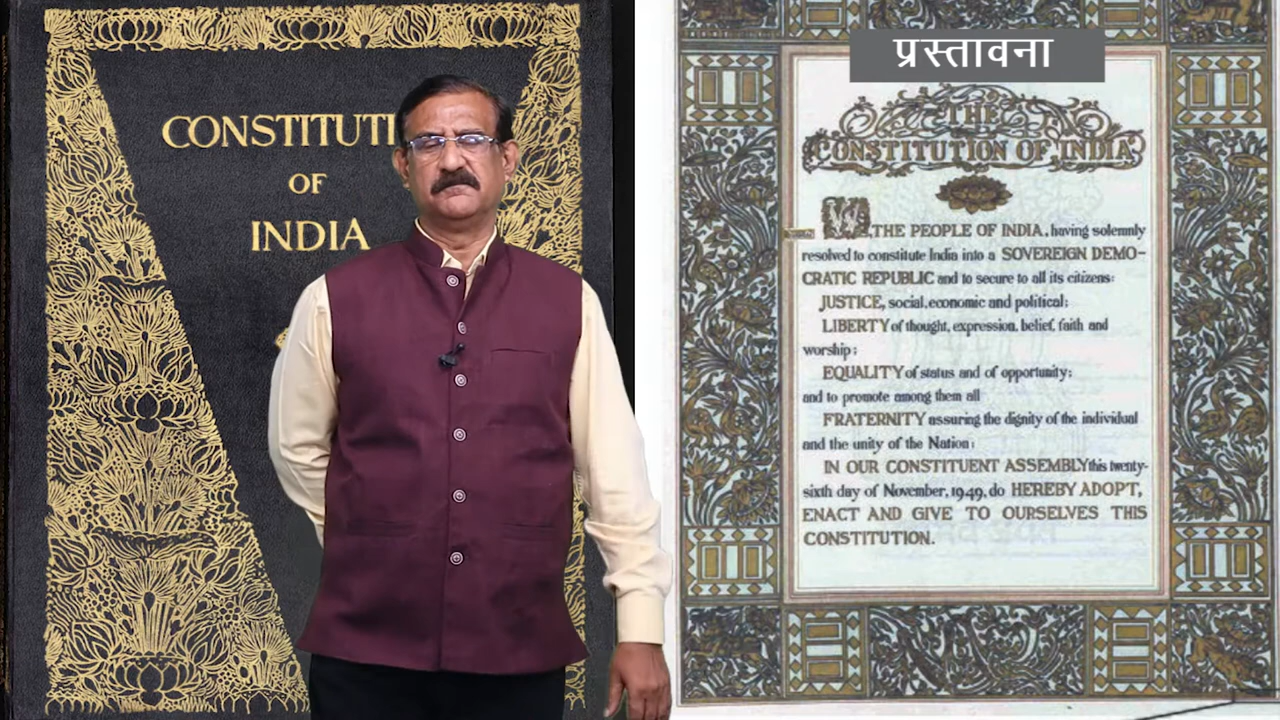 CONSTITUTI
OF
INDIA
प्रस्तावना
THE
CONSTITUTION OF INDIA
WE, THE PEOPLE OF INDIA, having solemnly
resolved to constitute India into a SOVEREIGN DEMO-
CRATIC REPUBLIC and to secure to all its citizens:
JUSTICE, social, economic and political;
LIBERTY of thought, expression, belief, faith and
worship;
EQUALITY of status and of opportunity;
and to promote among them all
FRATERNITY assuring the dignity of the individual
and the unity of the Nation;
IN OUR CONSTITUENT ASSEMBLY this twenty-
sixth day of November, 1949, do HEREBY ADOPT,
ENACT AND GIVE TO OURSELVES THIS
CONSTITUTION.